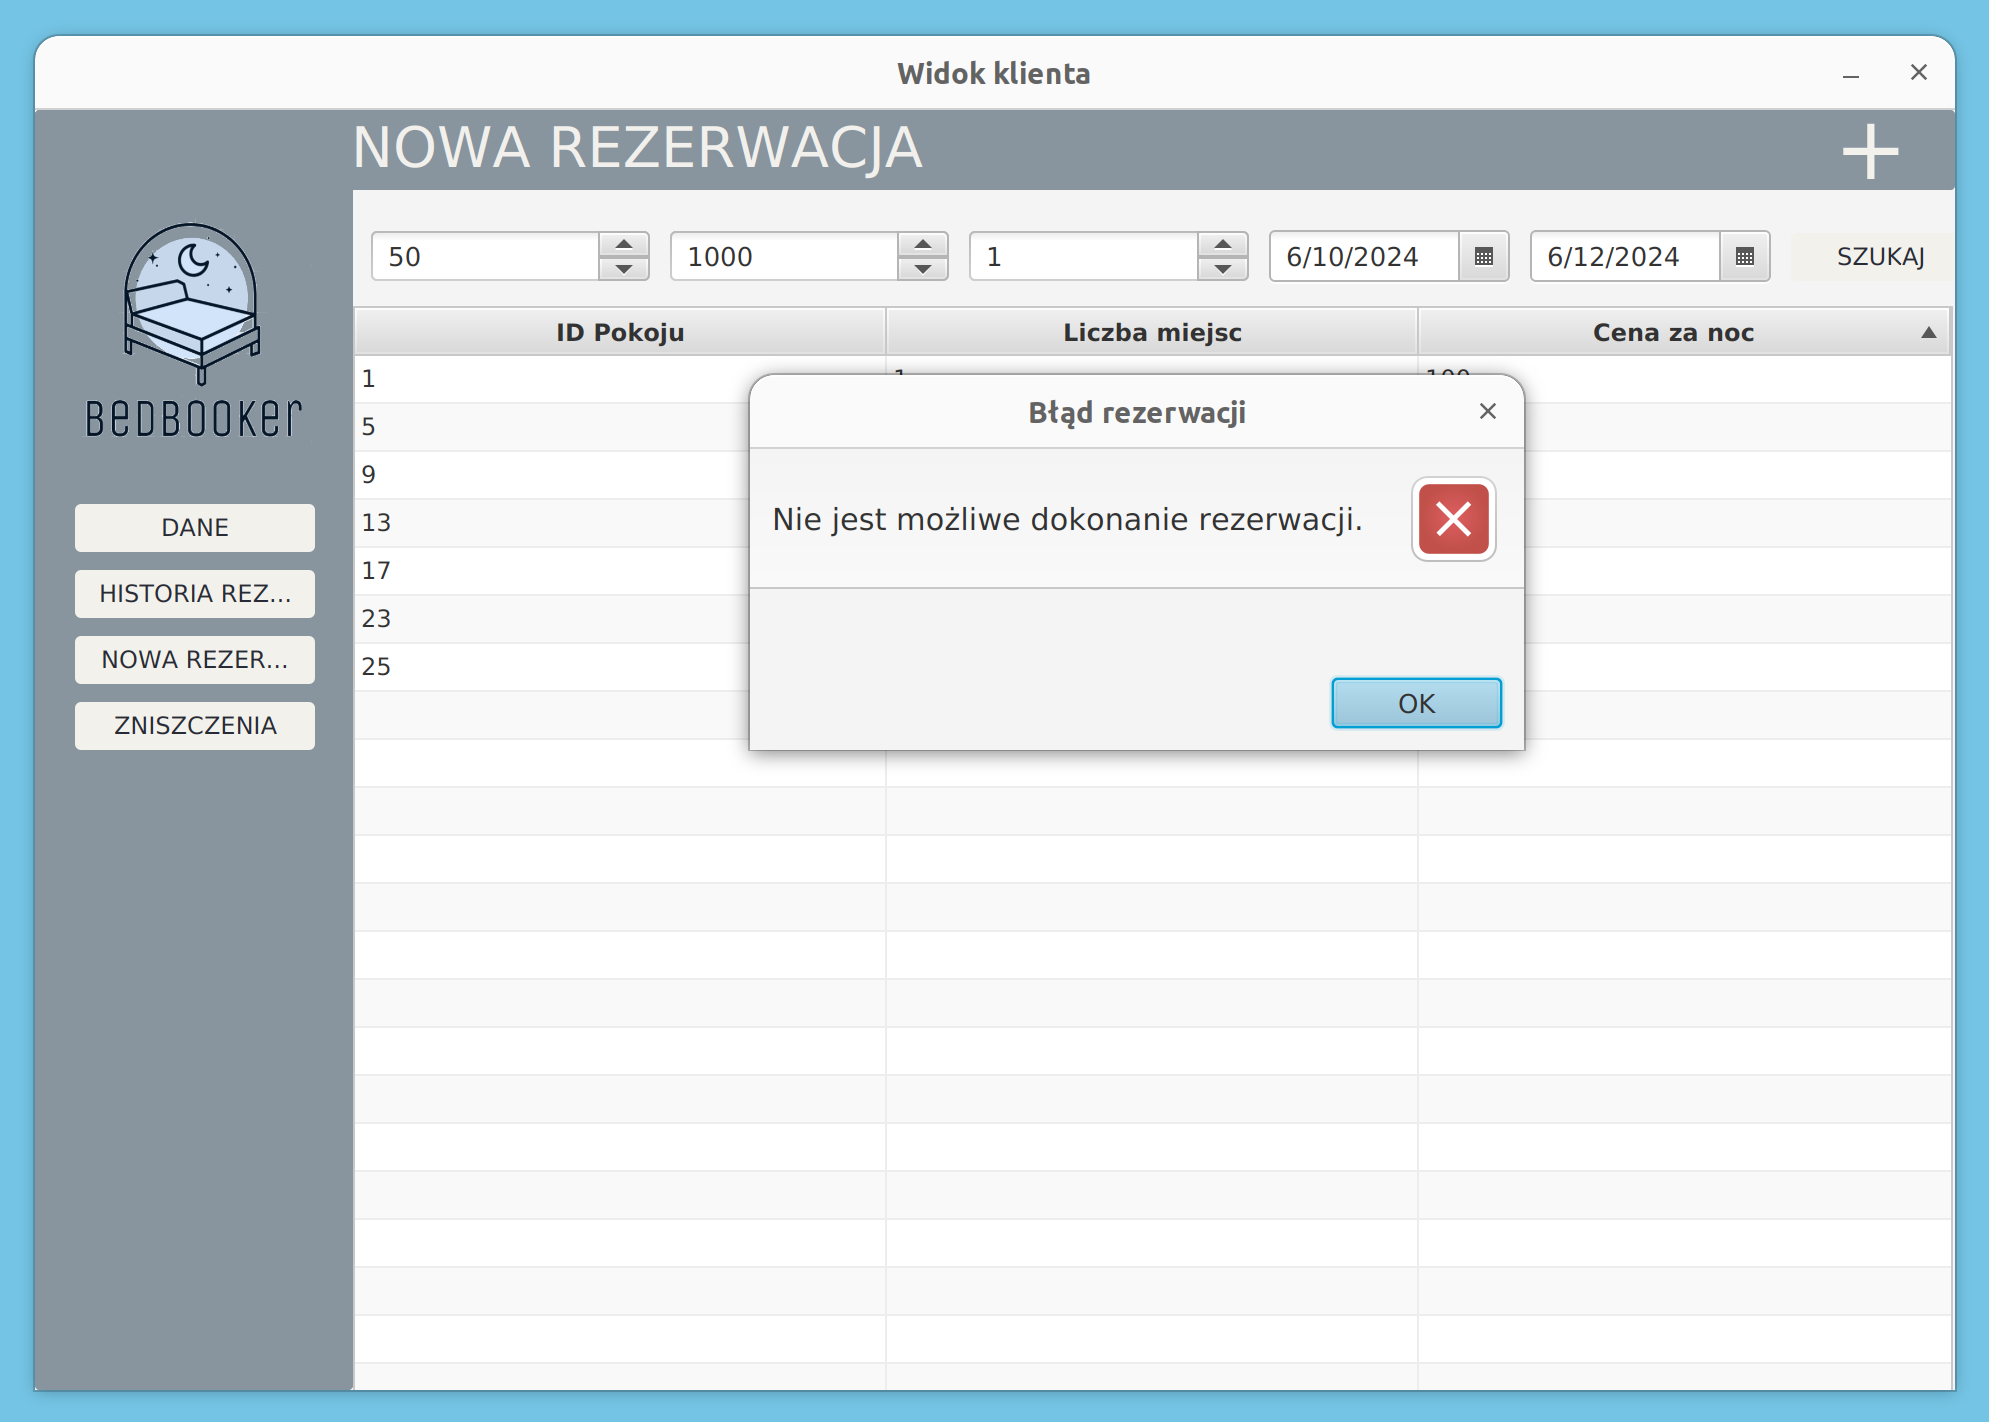 Widok klienta
NOWA REZERWACJA
50 1000 1 6/10/2024 6/12/2024 SZUKAJ
BEDBOOKER
DANE
HISTORIA REZ...
NOWA REZER...
ZNISZCZENIA
ID Pokoju Liczba miejsc Cena za noc
1 1 100
5
9
13
17
23
25
Błąd rezerwacji
Nie jest możliwe dokonanie rezerwacji.
OK